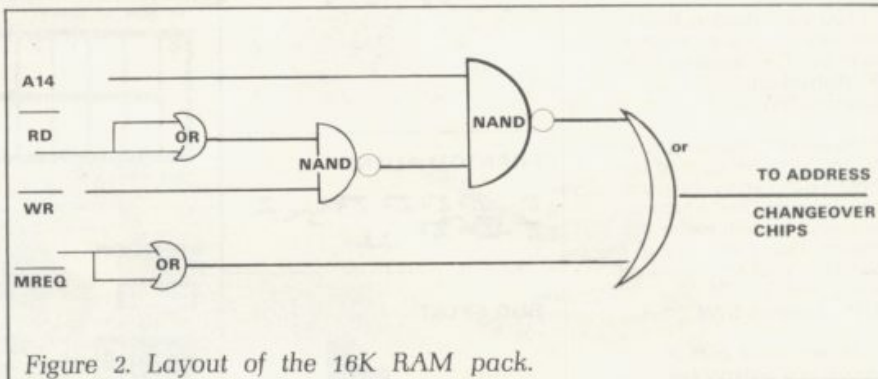 A14
RD
OR
NAND
NAND
or
WR
MREQ
OR
TO ADDRESS
CHANGEOVER
CHIPS
Figure 2. Layout of the 16K RAM pack.